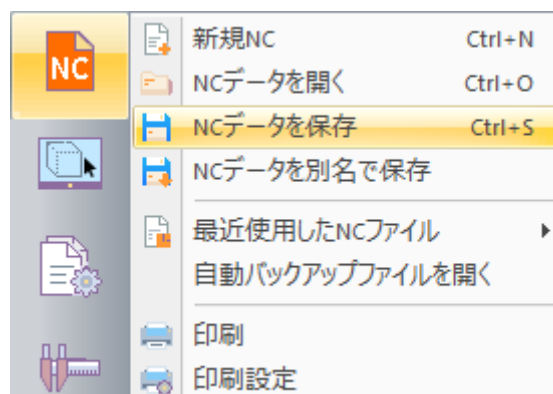 NC
新規NC Ctrl+N
NCデータを開く Ctrl+O
NCデータを保存 Ctrl+S
NCデータを別名で保存
最近使用したNCファイル
自動バックアップファイルを開く
印刷
印刷設定